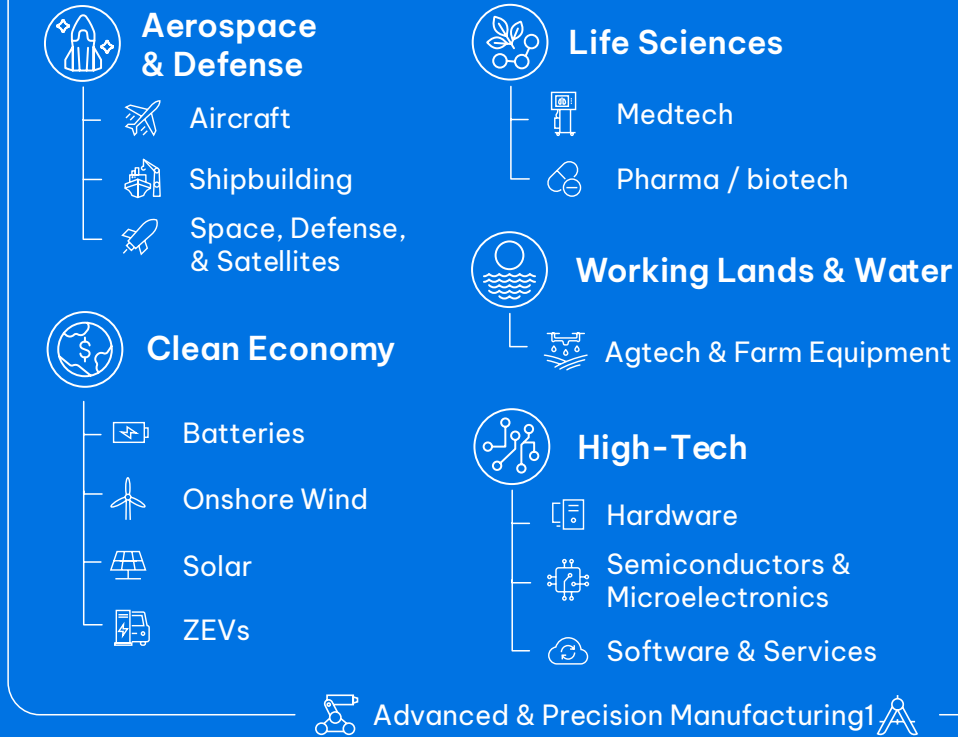 Aerospace
& Defense
Aircraft
Shipbuilding
Space, Defense,
& Satellites
$
Clean Economy
Batteries
Onshore Wind
Solar
ZEVs
Life Sciences
Medtech
Pharma / biotech
Working Lands & Water
Agtech & Farm Equipment
High-Tech
Hardware
Semiconductors &
Microelectronics
Software & Services
Advanced & Precision Manufacturing1